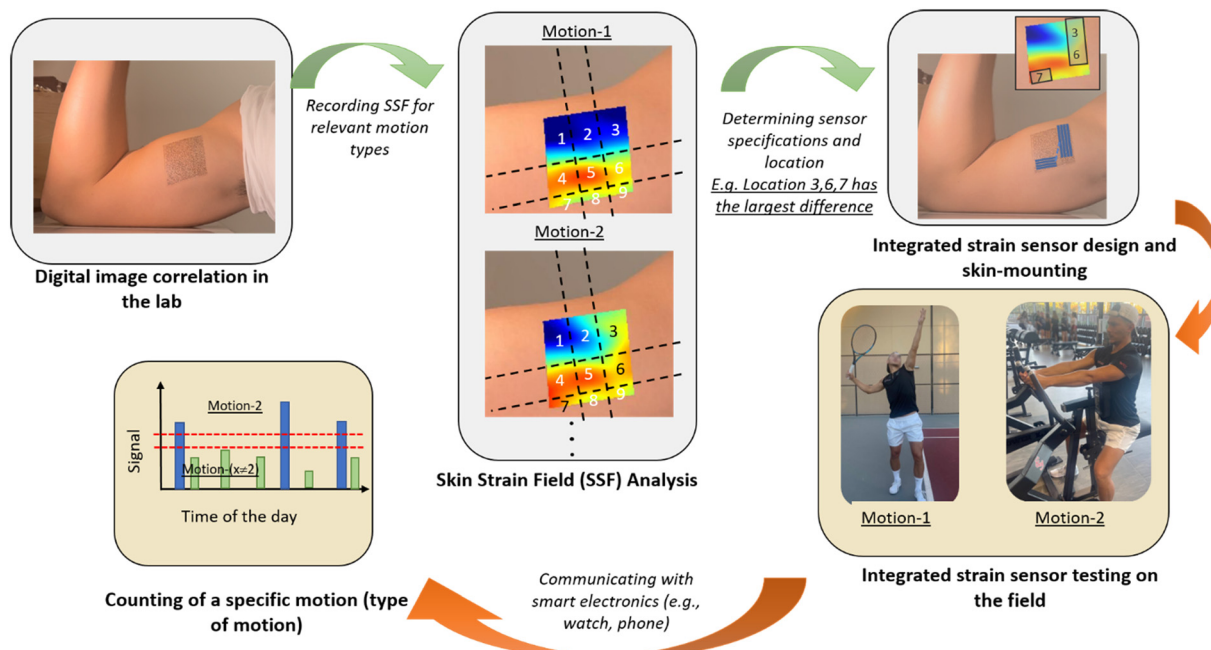 Digital image correlation in
the lab
Recording SSF for
relevant motion
types
Motion-1
1 2 3
4 5 6
7 8 9
Motion-2
1 2 3
4 5 6
7 8 9
Skin Strain Field (SSF) Analysis
Determining sensor
specifications and
location
E.g. Location 3,6,7 has
the largest difference
3
6
7
Integrated strain sensor design and
skin-mounting
Motion-1
Motion-2
Integrated strain sensor testing on
the field
Communicating with
smart electronics (e.g.,
watch, phone)
Signal
Motion-2
Motion-(x≠2)
Time of the day
Counting of a specific motion (type
of motion)